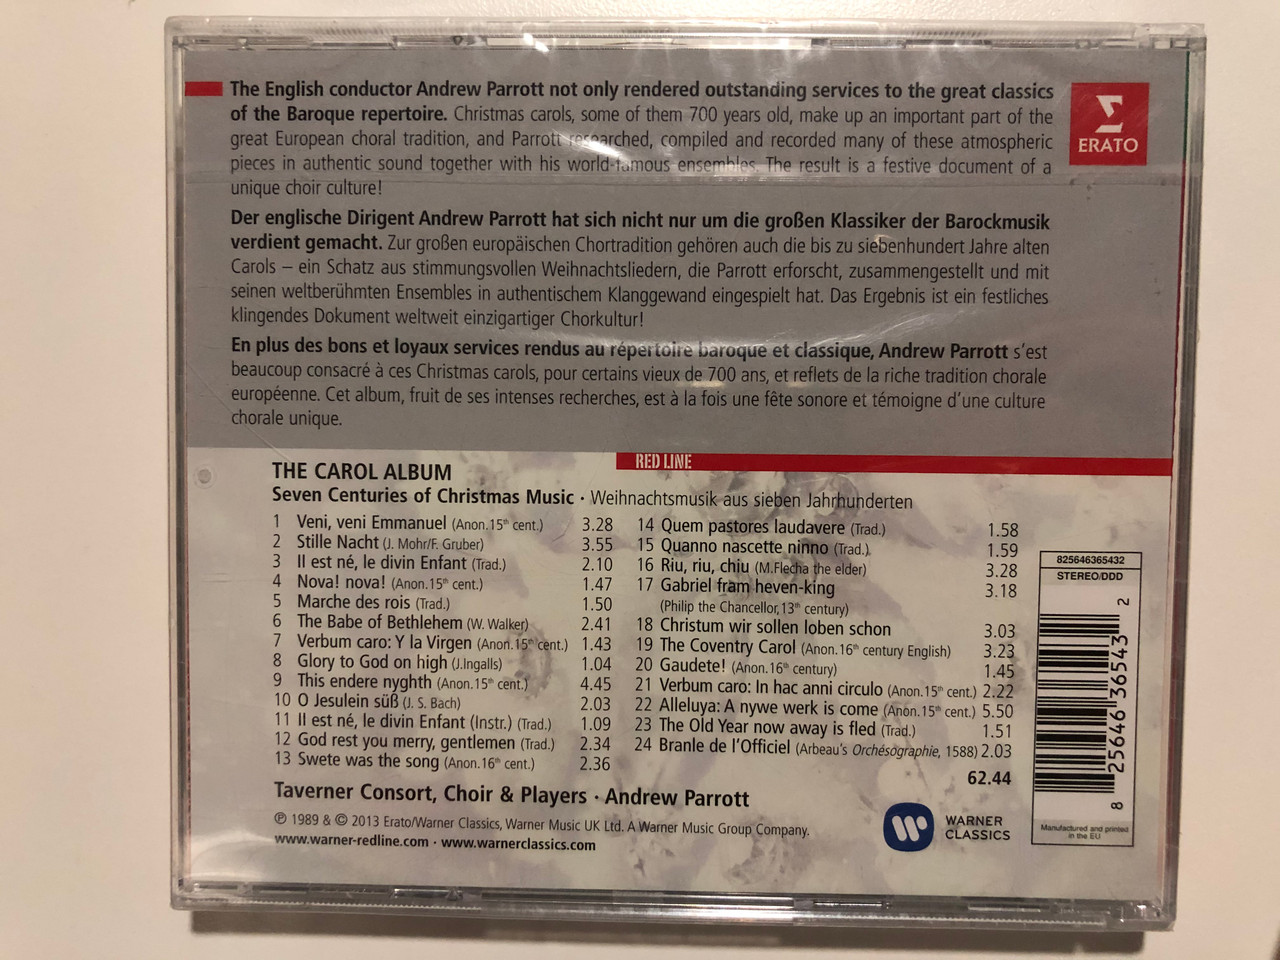 The English conductor Andrew Parrott not only rendered outstanding services to the great classics
of the Baroque repertoire. Christmas carols, some of them 700 years old, make up an important part of the
great European choral tradition, and Parrott researched, compiled and recorded many of these atmospheric
pieces in authentic sound together with his world-famous ensembles. The result is a festive document of a
unique choir culture!
ERATO
Der englische Dirigent Andrew Parrott hat sich nicht nur um die großen Klassiker der Barockmusik
verdient gemacht. Zur großen europäischen Chortradition gehören auch die bis zu siebenhundert Jahre alten
Carols – ein Schatz aus stimmungsvollen Weihnachtsliedern, die Parrott erforscht, zusammengestellt und mit
seinen weltberühmten Ensembles in authentischem Klanggewand eingespielt hat. Das Ergebnis ist ein festliches
klingendes Dokument weltweit einzigartiger Chorkultur!
En plus des bons et loyaux services rendus au répertoire baroque et classique, Andrew Parrott s'est
beaucoup consacré à ces Christmas carols, pour certains vieux de 700 ans, et reflets de la riche tradition chorale
européenne. Cet album, fruit de ses intenses recherches, est à la fois une fête sonore et témoigne d'une culture
chorale unique.
RED LINE
THE CAROL ALBUM
Seven Centuries of Christmas Music · Weihnachtsmusik aus sieben Jahrhunderten
1 Veni, veni Emmanuel (Anon. 15th cent.) 3.28
2 Stille Nacht (J. Mohr/F. Gruber) 3.55
3 Il est né, le divin Enfant (Trad.) 2.10
4 Nova! nova! (Anon. 15th cent.) 1.47
5 Marche des rois (Trad.) 1.50
6 The Babe of Bethlehem (W. Walker) 2.41
7 Verbum caro: Y la Virgen (Anon. 15th cent.) 1.43
8 Glory to God on high (J. Ingalls) 1.04
9 This endere nyghth (Anon. 15th cent.) 4.45
10 O Jesulein süß (J. S. Bach) 2.03
11 Il est né, le divin Enfant (Instr.) (Trad.) 1.09
12 God rest you merry, gentlemen (Trad.) 2.34
13 Swete was the song (Anon. 16th cent.) 2.36
14 Quem pastores laudavere (Trad.) 1.58
15 Quanno nascette ninno (Trad.) 1.59
16 Riu, riu, chiu (M. Flecha the elder) 3.28
17 Gabriel fram heven-king 3.18
(Philip the Chancellor, 13th century)
18 Christum wir sollen loben schon 3.03
19 The Coventry Carol (Anon. 16th century English) 3.23
20 Gaudete! (Anon. 16th century) 1.45
21 Verbum caro: In hac anni circulo (Anon. 15th cent.) 2.22
22 Alleluya: A nywe werk is come (Anon. 15th cent.) 5.50
23 The Old Year now away is fled (Trad.) 1.51
24 Branle de l'Officiel (Arbeau's Orchésographie, 1588) 2.03
62.44
Taverner Consort, Choir & Players · Andrew Parrott
℗ 1989 & © 2013 Erato/Warner Classics, Warner Music UK Ltd. A Warner Music Group Company.
www.warner-redline.com · www.warnerclassics.com
WARNER
CLASSICS
825646365432
STEREO/DDD
8 25646 36543 2
Manufactured and printed
in the EU